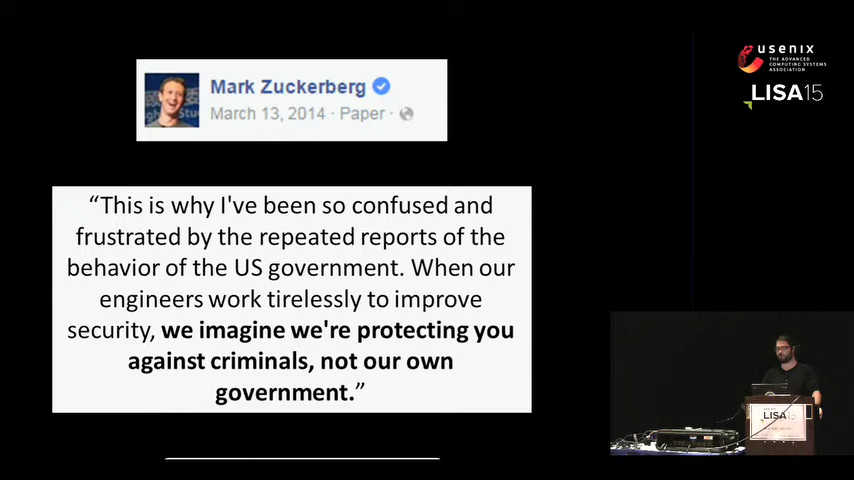 Mark Zuckerberg
March 13, 2014 · Paper ·
“This is why I've been so confused and
frustrated by the repeated reports of the
behavior of the US government. When our
engineers work tirelessly to improve
security, we imagine we're protecting you
against criminals, not our own
government.”
usenix
THE ADVANCED
COMPUTING SYSTEMS
ASSOCIATION
LISA15
LISA15